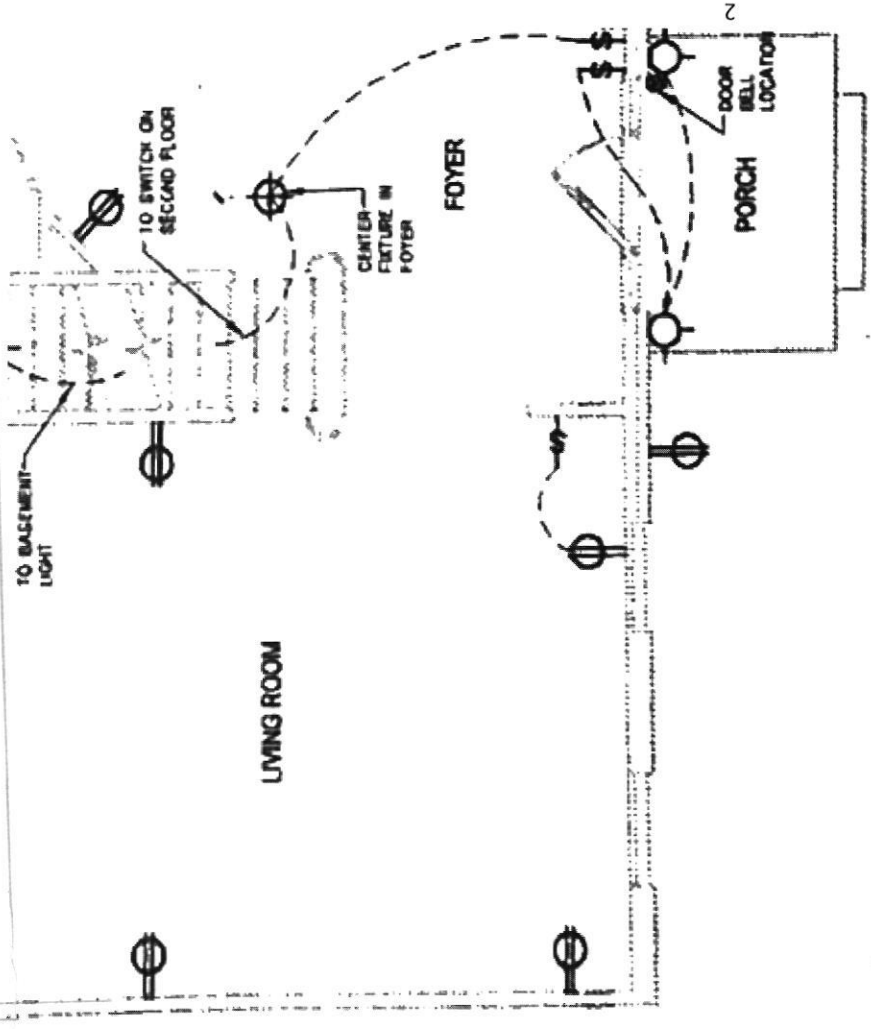 TO BASEMENT
LIGHT
TO SWITCH ON
SECOND FLOOR
LIVING ROOM
CENTER
FIXTURE IN
FOYER
FOYER
S
S
S
DOOR
BELL
LOCATION
PORCH
2